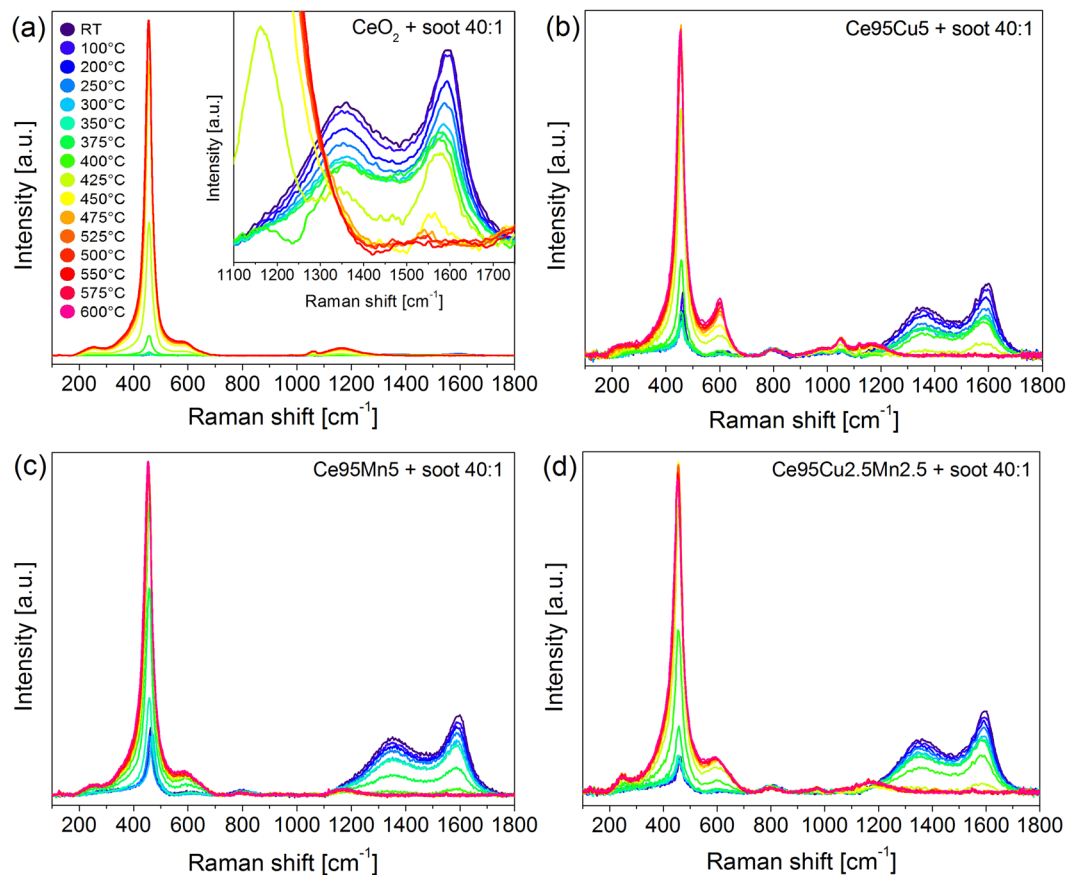 (a)
CeO2 + soot 40:1
RT
100°C
200°C
250°C
300°C
350°C
375°C
400°C
425°C
450°C
475°C
525°C
500°C
550°C
575°C
600°C
Intensity [a.u.]
1100 1200 1300 1400 1500 1600 1700
Raman shift [cm-1]
Intensity [a.u.]
200 400 600 800 1000 1200 1400 1600 1800
Raman shift [cm-1]
(b)
Ce95Cu5 + soot 40:1
Intensity [a.u.]
200 400 600 800 1000 1200 1400 1600 1800
Raman shift [cm-1]
(c)
Ce95Mn5 + soot 40:1
Intensity [a.u.]
200 400 600 800 1000 1200 1400 1600 1800
Raman shift [cm-1]
(d)
Ce95Cu2.5Mn2.5 + soot 40:1
Intensity [a.u.]
200 400 600 800 1000 1200 1400 1600 1800
Raman shift [cm-1]